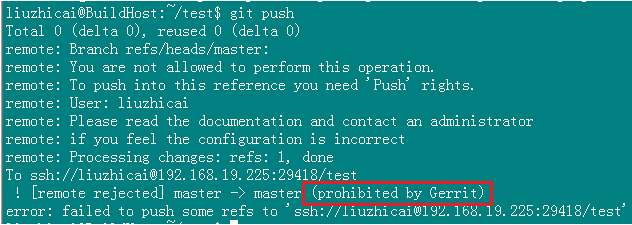 liuzhicai@BuildHost:~/test$ git push
Total 0 (delta 0), reused 0 (delta 0)
remote: Branch refs/heads/master:
remote: You are not allowed to perform this operation.
remote: To push into this reference you need 'Push' rights.
remote: User: liuzhicai
remote: Please read the documentation and contact an administrator
remote: if you feel the configuration is incorrect
remote: Processing changes: refs: 1, done
To ssh://liuzhicai@192.168.19.225:29418/test
 ! [remote rejected] master -> master (prohibited by Gerrit)
error: failed to push some refs to 'ssh://liuzhicai@192.168.19.225:29418/test'